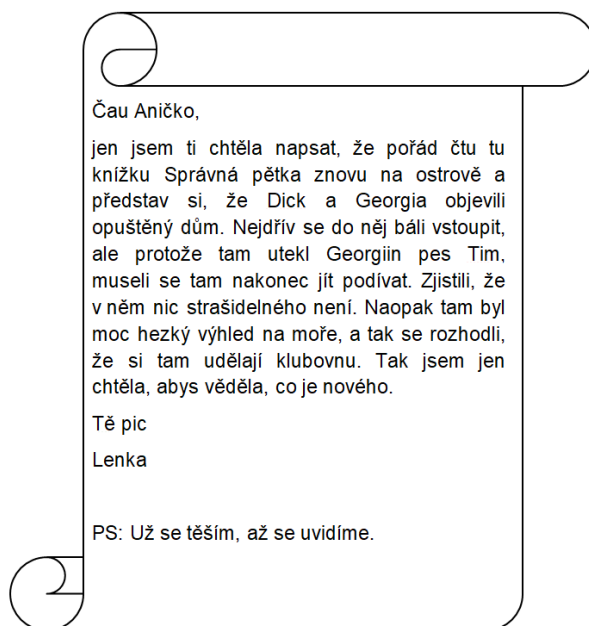 Čau Aničko,
jen jsem ti chtěla napsat, že pořád čtu tu
knížku Správná pětka znovu na ostrově a
představ si, že Dick a Georgia objevili
opuštěný dům. Nejdřív se do něj báli vstoupit,
ale protože tam utekl Georgiin pes Tim,
museli se tam nakonec jít podívat. Zjistili, že
v něm nic strašidelného není. Naopak tam byl
moc hezký výhled na moře, a tak se rozhodli,
že si tam udělají klubovnu. Tak jsem jen
chtěla, abys věděla, co je nového.
Tě pic
Lenka
PS: Už se těším, až se uvidíme.